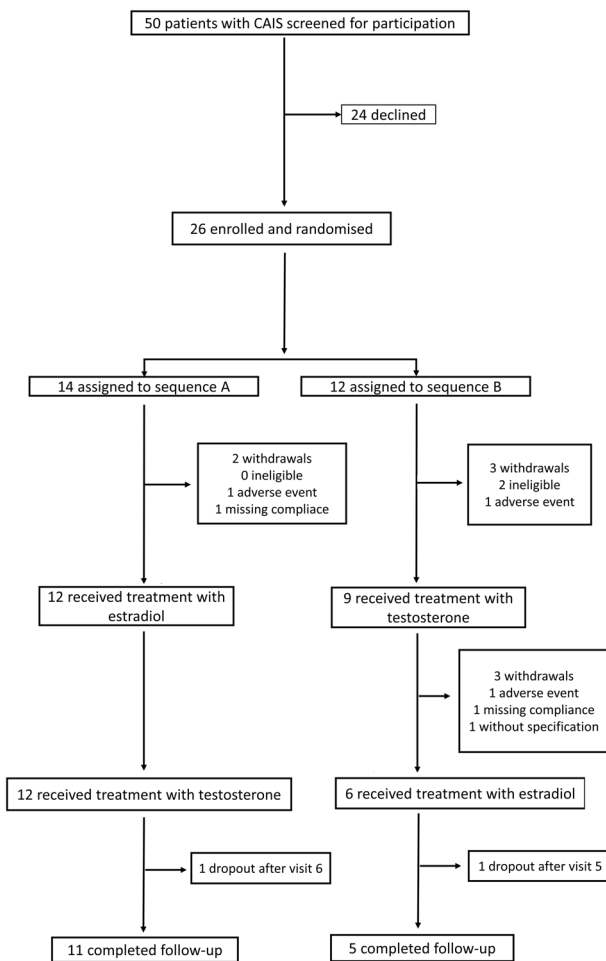 50 patients with CAIS screened for participation
24 declined
26 enrolled and randomised
14 assigned to sequence A
12 assigned to sequence B
2 withdrawals
0 ineligible
1 adverse event
1 missing compliace
3 withdrawals
2 ineligible
1 adverse event
12 received treatment with
estradiol
9 received treatment with
testosterone
3 withdrawals
1 adverse event
1 missing compliance
1 without specification
12 received treatment with testosterone
6 received treatment with estradiol
1 dropout after visit 6
1 dropout after visit 5
11 completed follow-up
5 completed follow-up